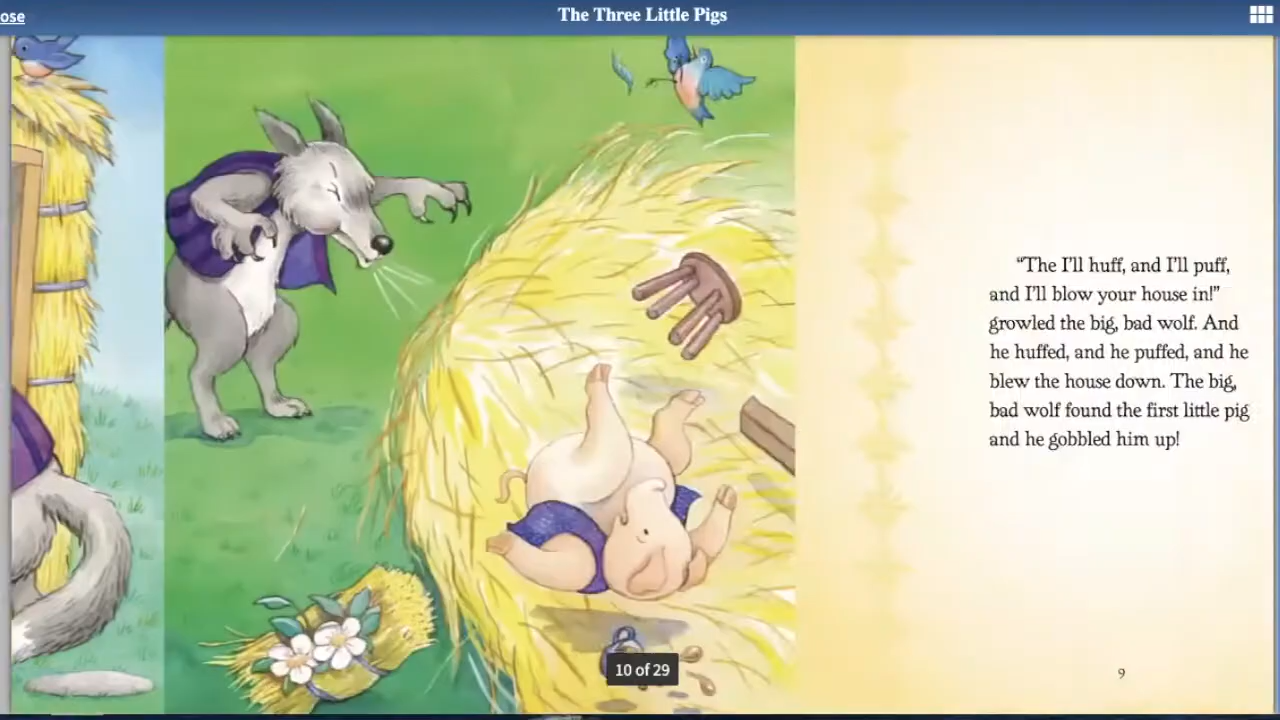 ose
The Three Little Pigs
“The I’ll huff, and I’ll puff,
and I’ll blow your house in!”
growled the big, bad wolf. And
he huffed, and he puffed, and he
blew the house down. The big,
bad wolf found the first little pig
and he gobbled him up!
10 of 29
9